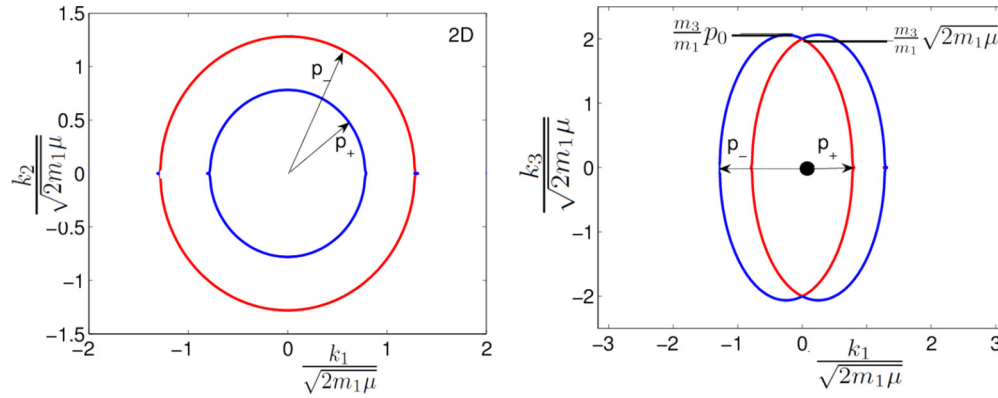 1.5
1
0.5
0
−0.5
−1
−1.5
−2 −1 0 1 2
2D
p_
p+
k₂/√(2m₁μ)
k₁/√(2m₁μ)
2
1
0
−1
−2
−3 −2 −1 0 1 2 3
m₃/m₁ p₀
m₃/m₁ √(2m₁μ)
p_ p+
k₃/√(2m₁μ)
k₁/√(2m₁μ)